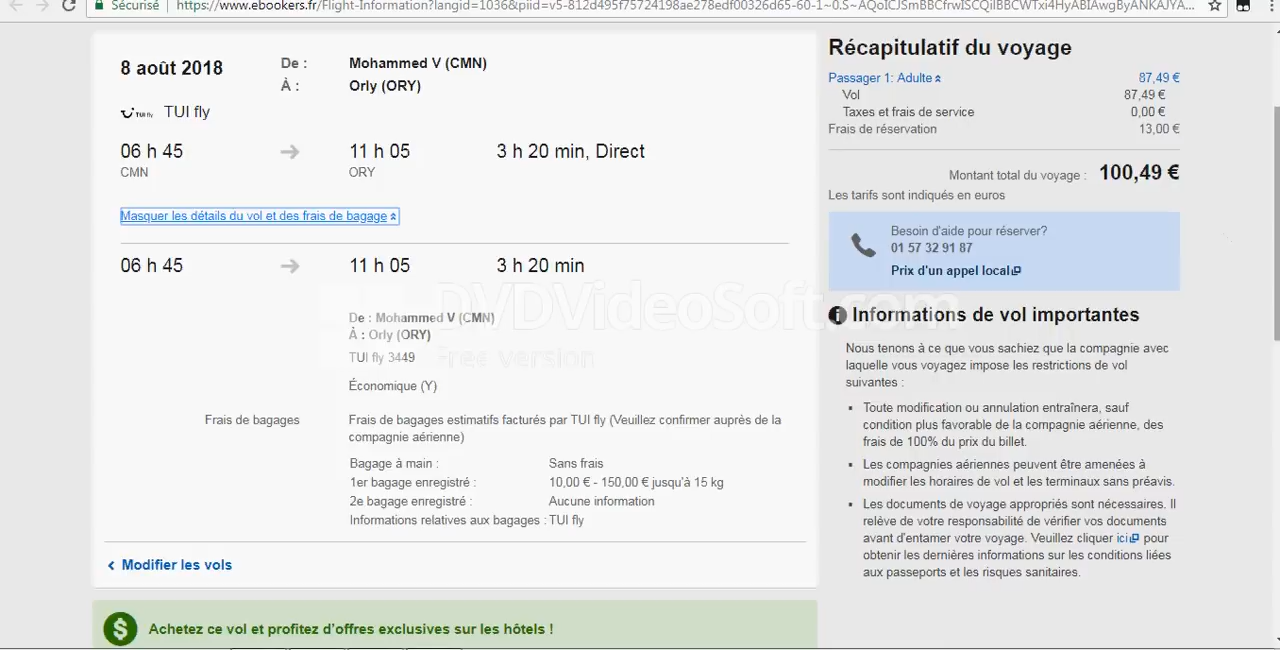 Sécurisé
https://www.ebookers.fr/Flight-Information?langid=1036&piid=v5-812d495f75724198ae278edf00326d65-60-1~0.S~AQoICJSmBBCfrwISCQilBBCWTxi4HyABIAwgByANKAJYA...
8 août 2018
De : Mohammed V (CMN)
À : Orly (ORY)
TUI fly TUI fly
06 h 45 11 h 05 3 h 20 min, Direct
CMN ORY
Masquer les détails du vol et des frais de bagage
06 h 45 11 h 05 3 h 20 min
De : Mohammed V (CMN)
À : Orly (ORY)
TUI fly 3449
Économique (Y)
Frais de bagages
Frais de bagages estimatifs facturés par TUI fly (Veuillez confirmer auprès de la
compagnie aérienne)
Bagage à main : Sans frais
1er bagage enregistré : 10,00 € - 150,00 € jusqu'à 15 kg
2e bagage enregistré : Aucune information
Informations relatives aux bagages : TUI fly
Modifier les vols
Achetez ce vol et profitez d'offres exclusives sur les hôtels !
Récapitulatif du voyage
Passager 1: Adulte 87,49 €
Vol 87,49 €
Taxes et frais de service 0,00 €
Frais de réservation 13,00 €
Montant total du voyage : 100,49 €
Les tarifs sont indiqués en euros
Besoin d'aide pour réserver?
01 57 32 91 87
Prix d'un appel local
Informations de vol importantes
Nous tenons à ce que vous sachiez que la compagnie avec
laquelle vous voyagez impose les restrictions de vol
suivantes :
Toute modification ou annulation entraînera, sauf
condition plus favorable de la compagnie aérienne, des
frais de 100% du prix du billet.
Les compagnies aériennes peuvent être amenées à
modifier les horaires de vol et les terminaux sans préavis.
Les documents de voyage appropriés sont nécessaires. Il
relève de votre responsabilité de vérifier vos documents
avant d'entamer votre voyage. Veuillez cliquer ici pour
obtenir les dernières informations sur les conditions liées
aux passeports et les risques sanitaires.
DVDVideoSoft.com
Free version